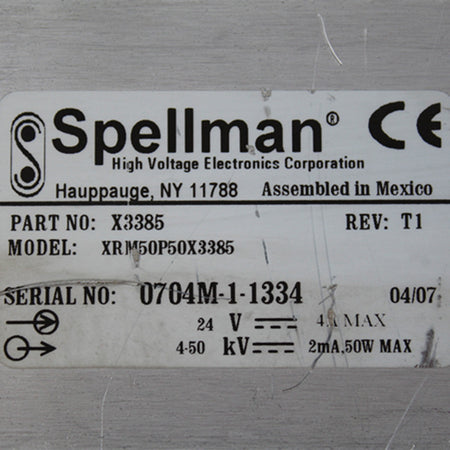 Spellman® CE
High Voltage Electronics Corporation
Hauppauge, NY 11788 Assembled in Mexico
PART NO: X3385 REV: T1
MODEL: XRM50P50X3385
SERIAL NO: 0704M-1-1334 04/07
24 V 4A MAX
4-50 kV 2mA,50W MAX